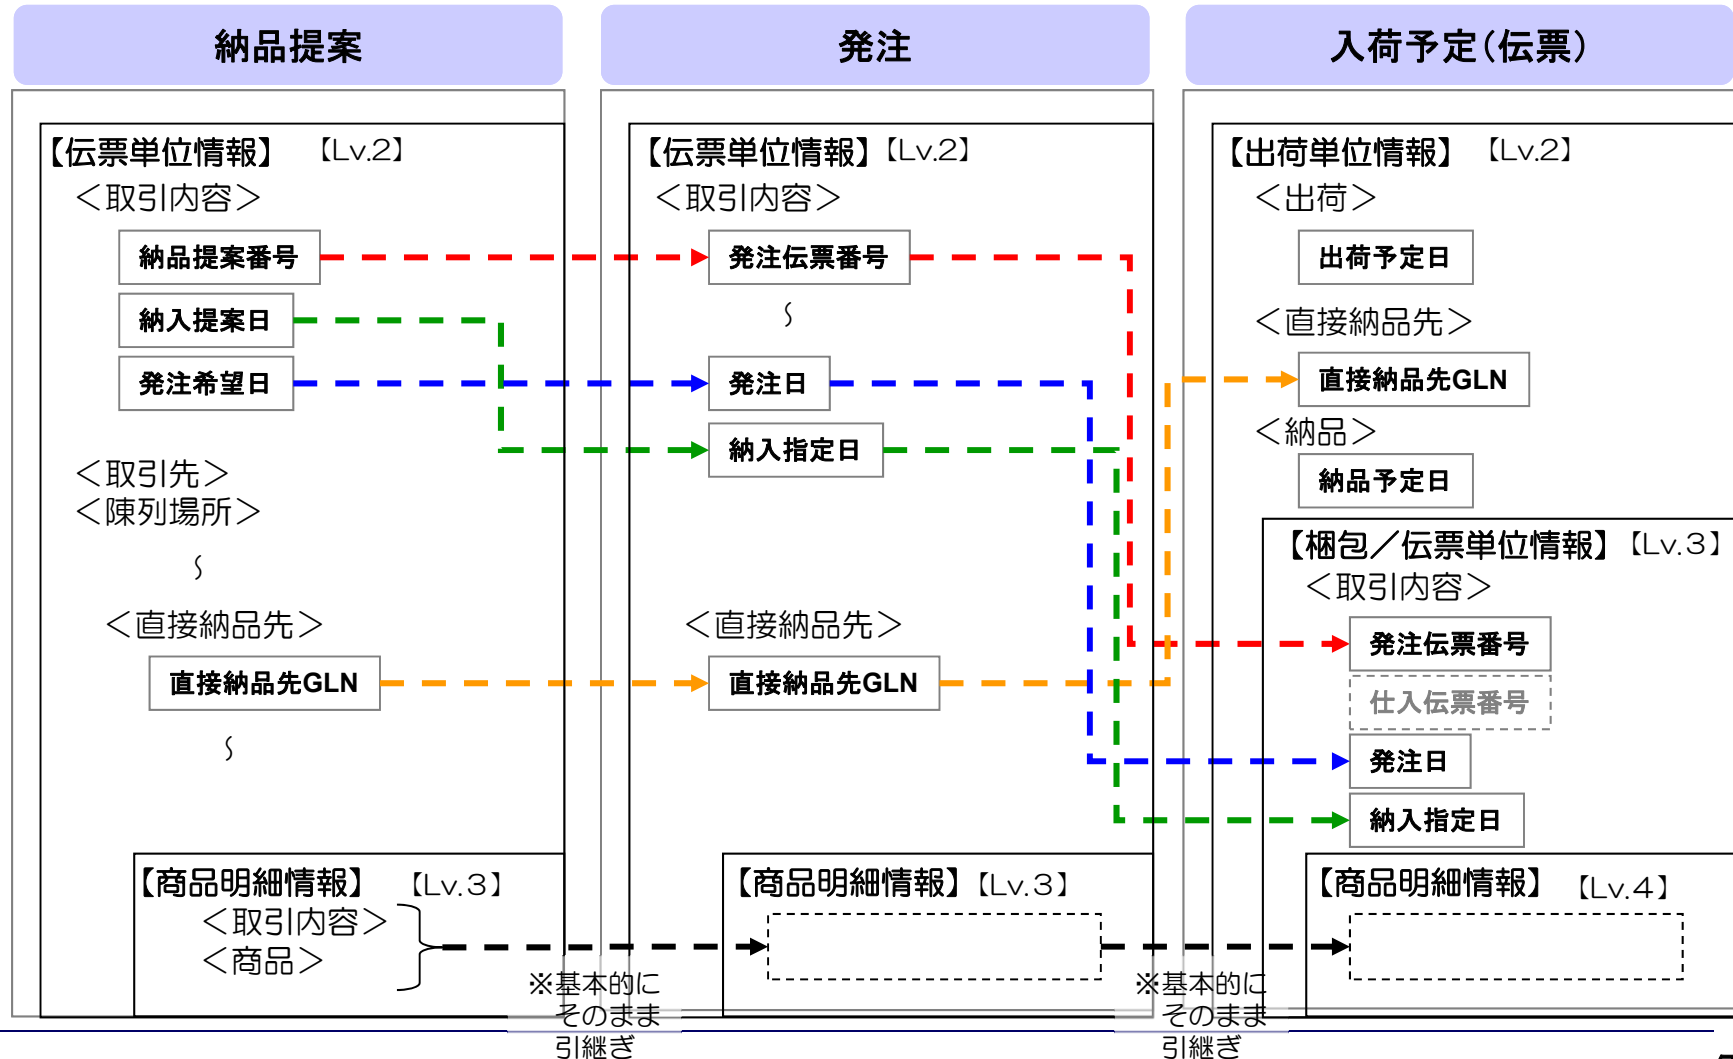 納品提案
【伝票単位情報】 【Lv.2】
＜取引内容＞
納品提案番号
納入提案日
発注希望日
＜取引先＞
＜陳列場所＞
～
＜直接納品先＞
直接納品先GLN
～
【商品明細情報】 【Lv.3】
＜取引内容＞
＜商品＞
※基本的に
そのまま
引継ぎ
発注
【伝票単位情報】【Lv.2】
＜取引内容＞
発注伝票番号
～
発注日
納入指定日
＜直接納品先＞
直接納品先GLN
【商品明細情報】【Lv.3】
※基本的に
そのまま
引継ぎ
入荷予定(伝票)
【出荷単位情報】 【Lv.2】
＜出荷＞
出荷予定日
＜直接納品先＞
直接納品先GLN
＜納品＞
納品予定日
【梱包／伝票単位情報】【Lv.3】
＜取引内容＞
発注伝票番号
仕入伝票番号
発注日
納入指定日
【商品明細情報】 【Lv.4】